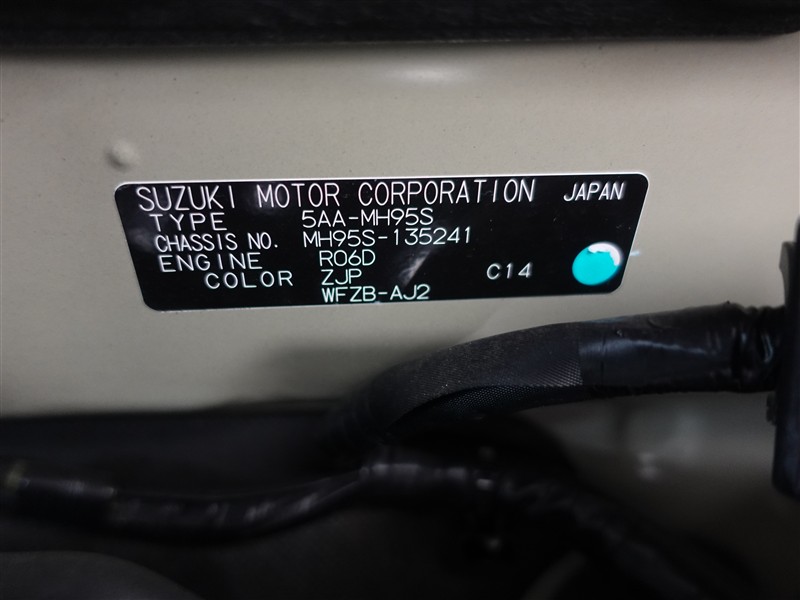 SUZUKI MOTOR CORPORATION JAPAN
TYPE 5AA-MH95S
CHASSIS NO. MH95S-135241
ENGINE R06D
COLOR ZJP C14
WFZB-AJ2